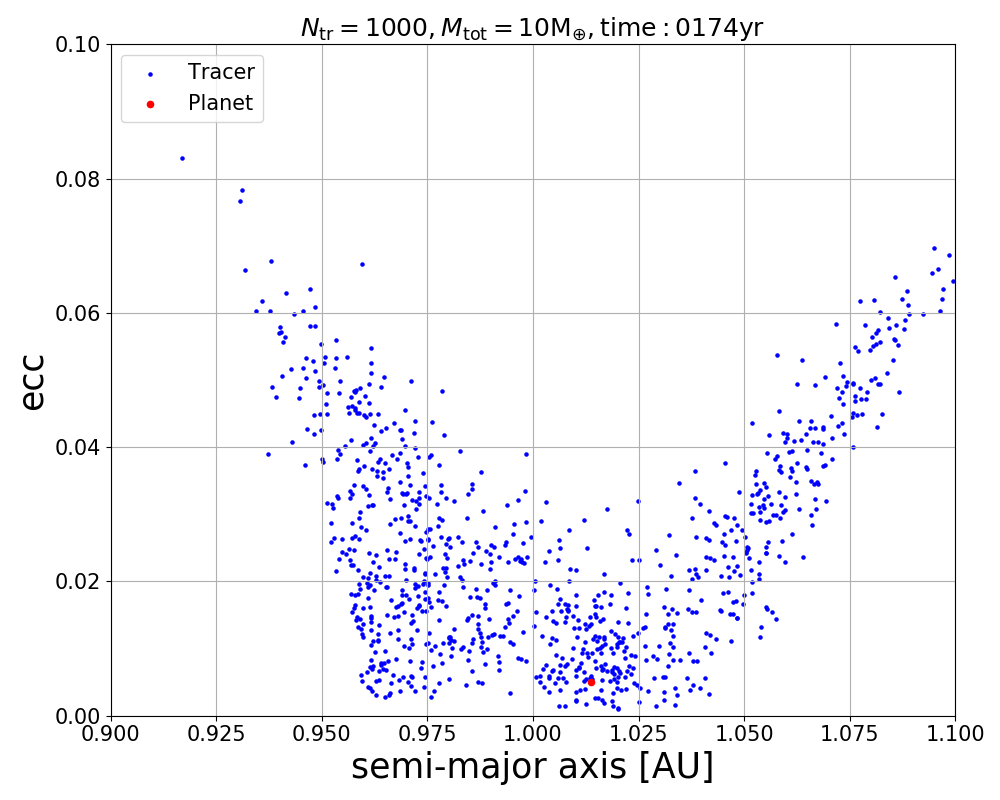 N_tr = 1000, M_tot = 10M_⊕, time : 0174yr
Tracer
Planet
0.10
0.08
0.06
0.04
0.02
0.00
ecc
0.900 0.925 0.950 0.975 1.000 1.025 1.050 1.075 1.100
semi-major axis [AU]